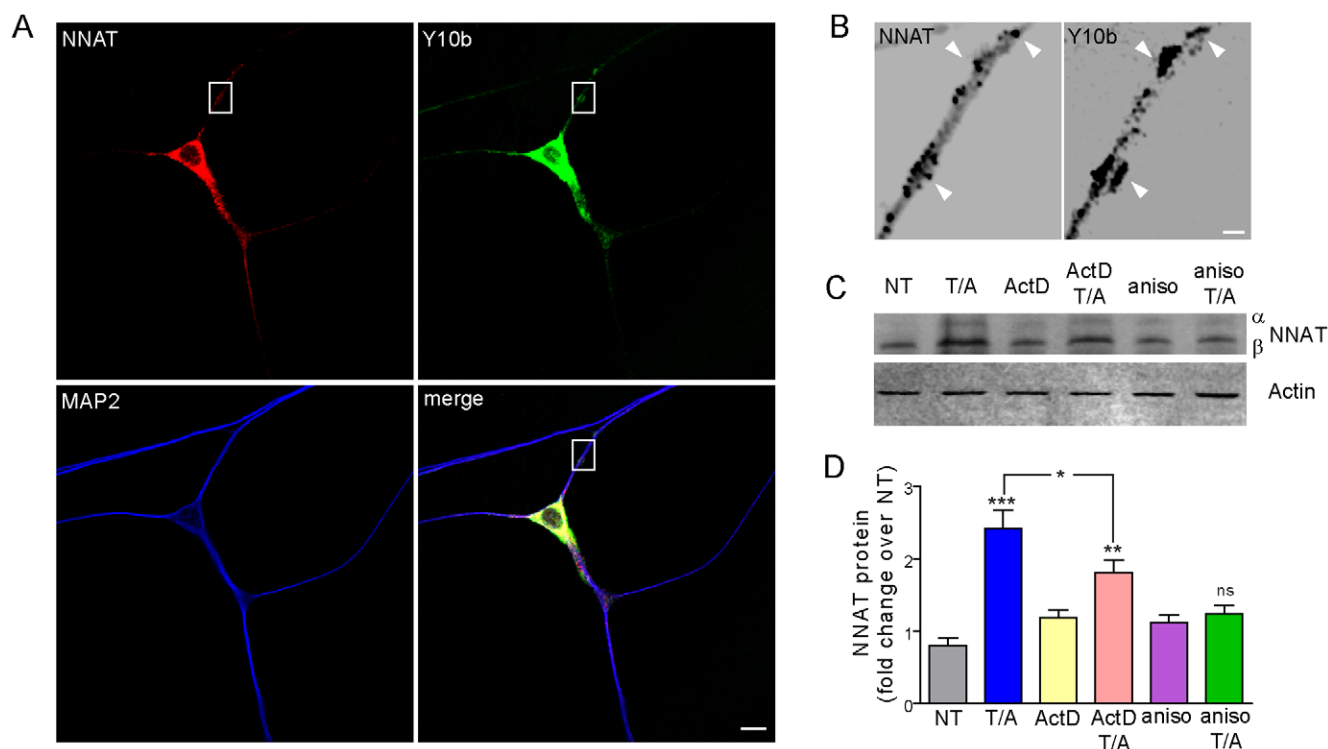 A
NNAT
Y10b
MAP2
merge
B
NNAT
Y10b
C
NT T/A ActD ActD T/A aniso aniso T/A
α
β
NNAT
Actin
D
NNAT protein
(fold change over NT)
3
2
1
0
***
*
**
ns
NT T/A ActD ActD T/A aniso aniso T/A